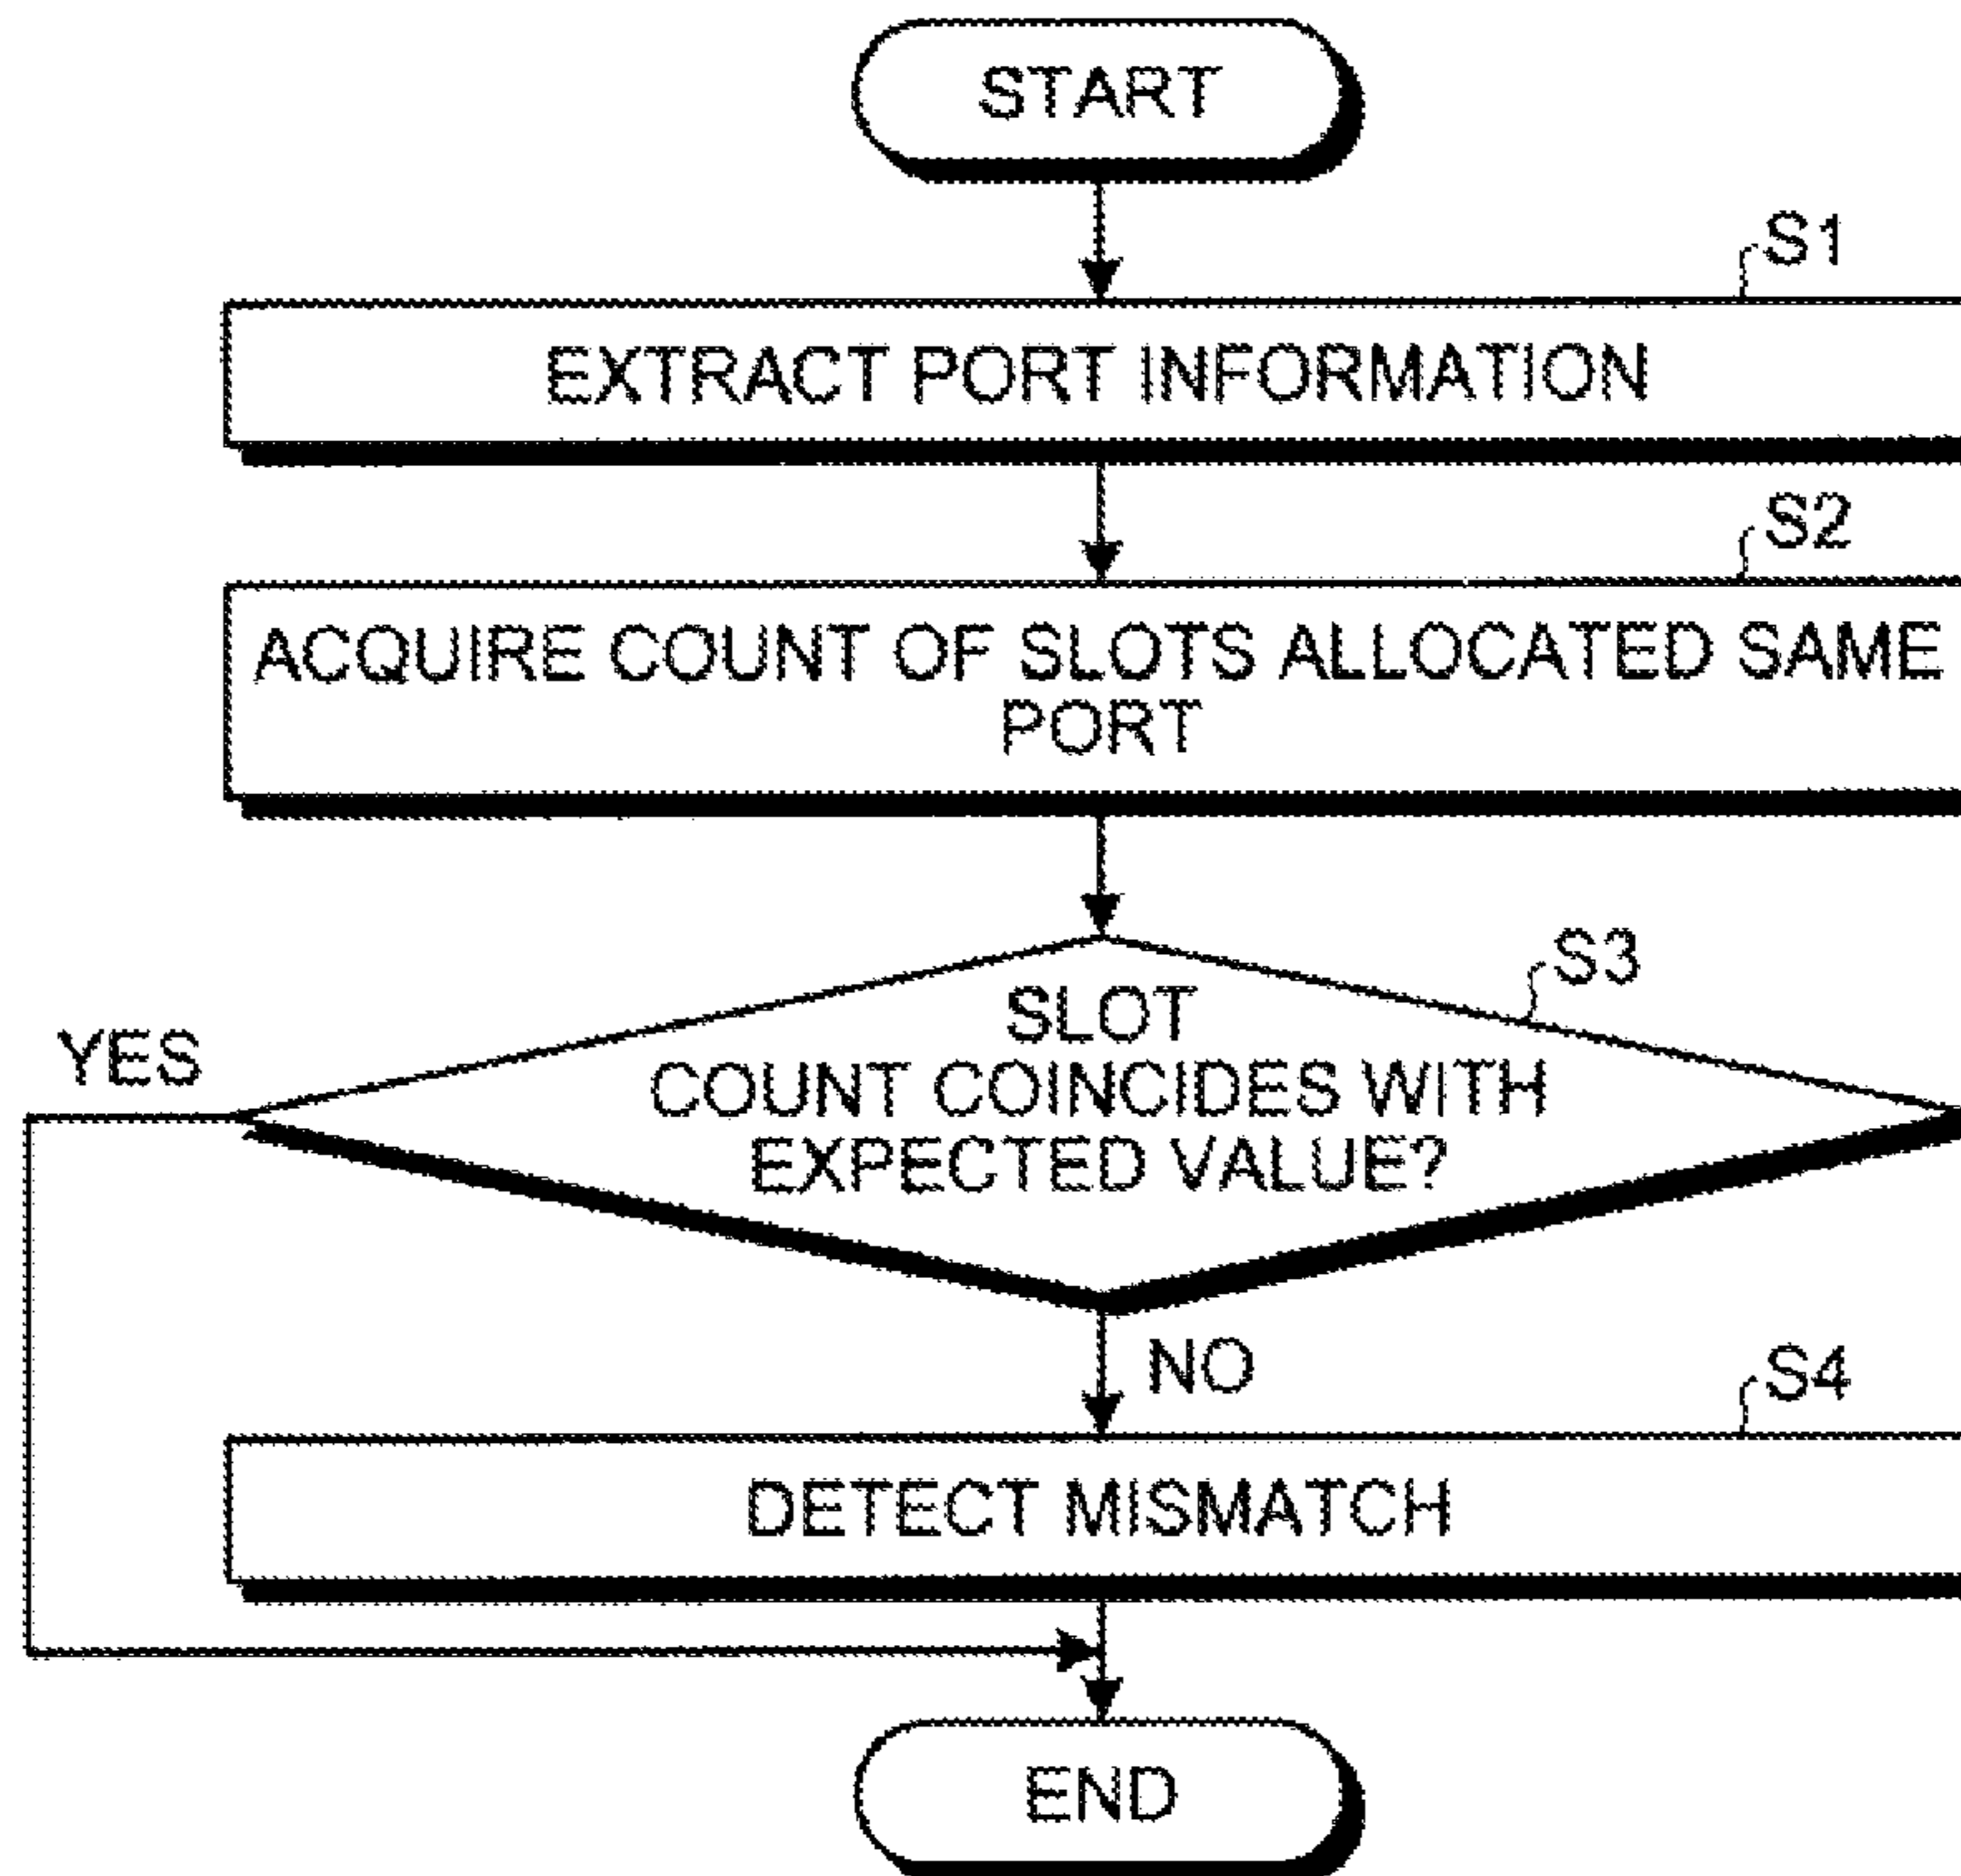 START
S1
EXTRACT PORT INFORMATION
S2
ACQUIRE COUNT OF SLOTS ALLOCATED SAME
PORT
S3
SLOT
COUNT COINCIDES WITH
EXPECTED VALUE?
YES
NO
S4
DETECT MISMATCH
END